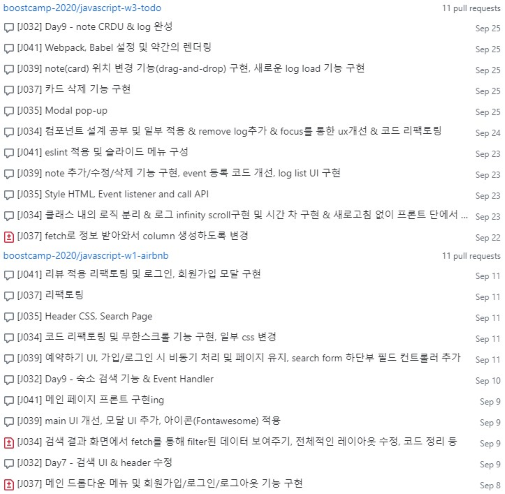 boostcamp-2020/javascript-w3-todo 11 pull requests
[J032] Day9 - note CRDU & log 완성 Sep 25
[J041] Webpack, Babel 설정 및 약간의 렌더링 Sep 25
[J039] note(card) 위치 변경 기능(drag-and-drop) 구현, 새로운 log load 기능 구현 Sep 25
[J037] 카드 삭제 기능 구현 Sep 25
[J035] Modal pop-up Sep 25
[J034] 컴포넌트 설계 공부 및 일부 적용 & remove log추가 & focus를 통한 ux개선 & 코드 리팩토링 Sep 24
[J041] eslint 적용 및 슬라이드 메뉴 구성 Sep 23
[J039] note 추가/수정/삭제 기능 구현, event 등록 코드 개선, log list UI 구현 Sep 23
[J035] Style HTML, Event listener and call API Sep 23
[J034] 클래스 내의 로직 분리 & 로그 infinity scroll구현 및 시간 차 구현 & 새로고침 없이 프론트 단에서 ... Sep 23
[J037] fetch로 정보 받아와서 column 생성하도록 변경 Sep 22
boostcamp-2020/javascript-w1-airbnb 11 pull requests
[J041] 리뷰 적용 리팩토링 및 로그인, 회원가입 모달 구현 Sep 11
[J037] 리팩토링 Sep 11
[J035] Header CSS, Search Page Sep 11
[J034] 코드 리팩토링 및 무한스크롤 기능 구현, 일부 css 변경 Sep 11
[J039] 예약하기 UI, 가입/로그인 시 비동기 처리 및 페이지 유지, search form 하단부 필드 컨트롤러 추가 Sep 11
[J032] Day9 - 숙소 검색 기능 & Event Handler Sep 10
[J041] 메인 페이지 프론트 구현ing Sep 9
[J039] main UI 개선, 모달 UI 추가, 아이콘(Fontawesome) 적용 Sep 9
[J034] 검색 결과 화면에서 fetch를 통해 filter된 데이터 보여주기, 전체적인 레이아웃 수정, 코드 정리 등 Sep 9
[J032] Day7 - 검색 UI & header 수정 Sep 9
[J037] 메인 드롭다운 메뉴 및 회원가입/로그인/로그아웃 기능 구현 Sep 8